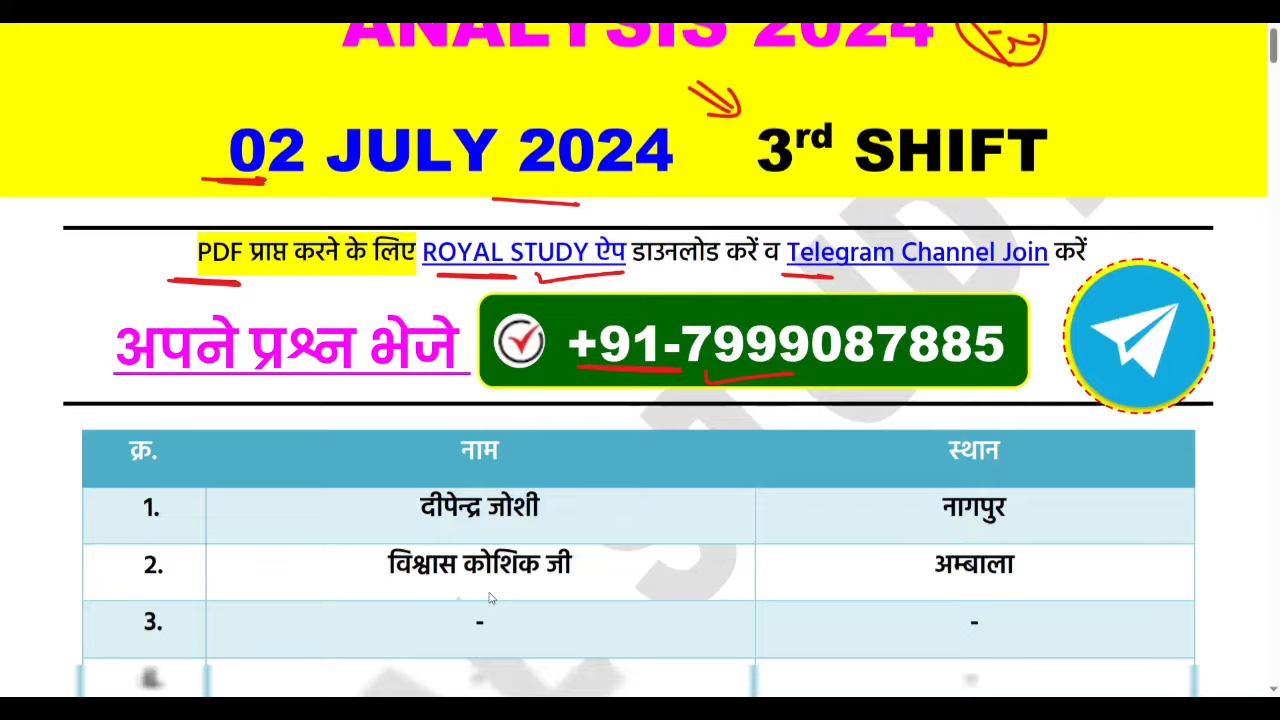 ANALYSIS 2024
02 JULY 2024 3rd SHIFT
PDF प्राप्त करने के लिए ROYAL STUDY ऐप डाउनलोड करें व Telegram Channel Join करें
अपने प्रश्न भेजे +91-7999087885
क्र. नाम स्थान
1. दीपेन्द्र जोशी नागपुर
2. विश्वास कोशिक जी अम्बाला
3. - -